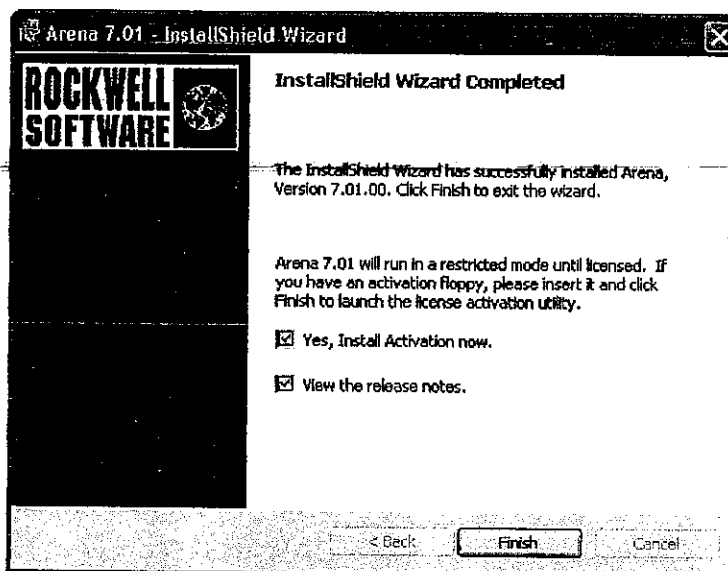 Arena 7.01 - InstallShield Wizard
ROCKWELL
SOFTWARE
InstallShield Wizard Completed
The InstallShield Wizard has successfully installed Arena,
Version 7.01.00. Click Finish to exit the wizard.
Arena 7.01 will run in a restricted mode until licensed. If
you have an activation floppy, please insert it and click
Finish to launch the license activation utility.
Yes, Install Activation now.
View the release notes.
< Back
Finish
Cancel